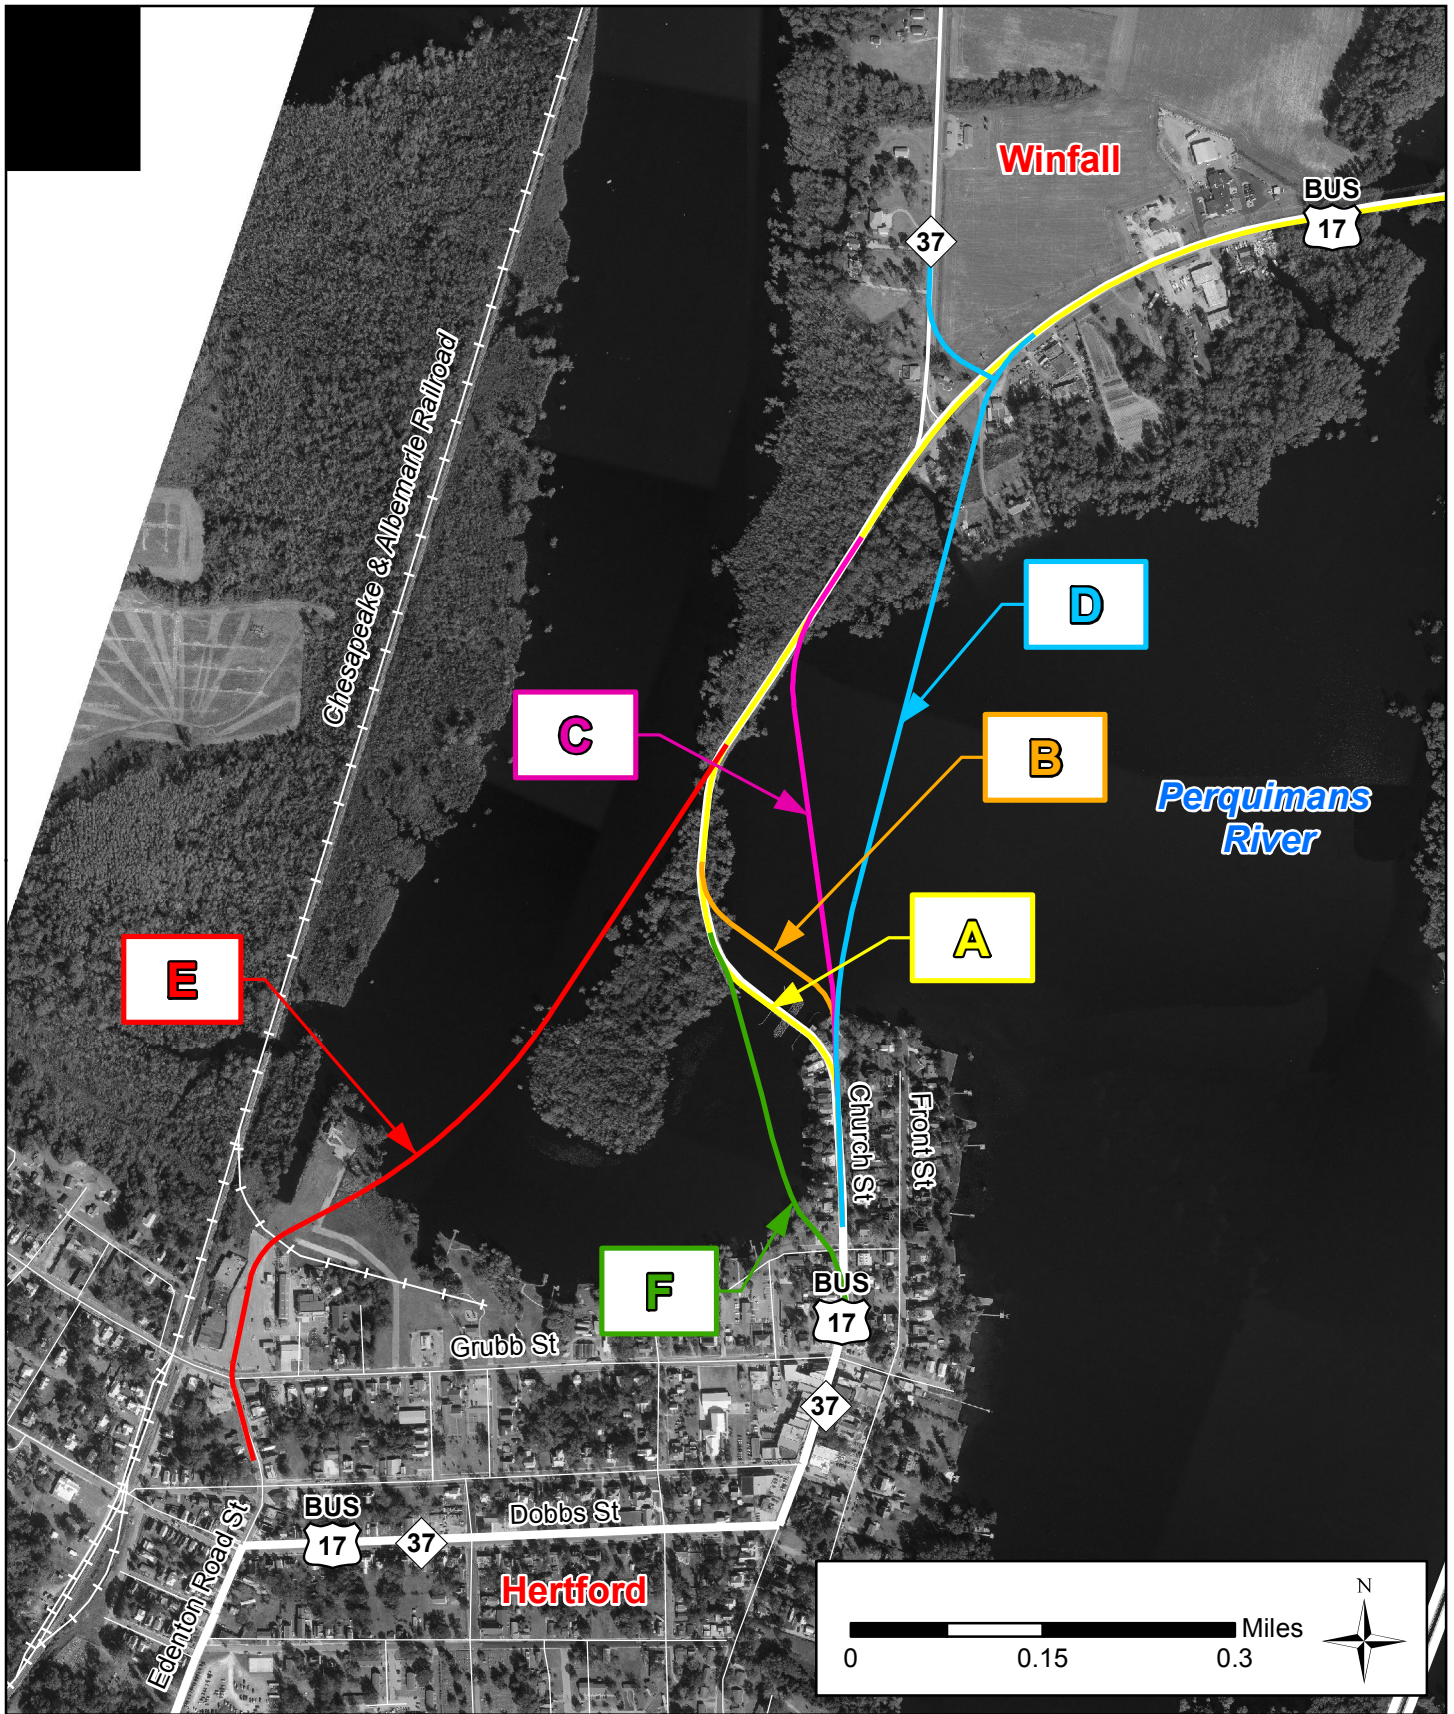 Winfall
BUS
17
37
Chesapeake & Albemarle Railroad
D
C
B
Perquimans
River
A
E
Church St
Front St
F
BUS
17
Grubb St
37
BUS
17
37
Dobbs St
Edenton Road St
Hertford
N
Miles
0
0.15
0.3